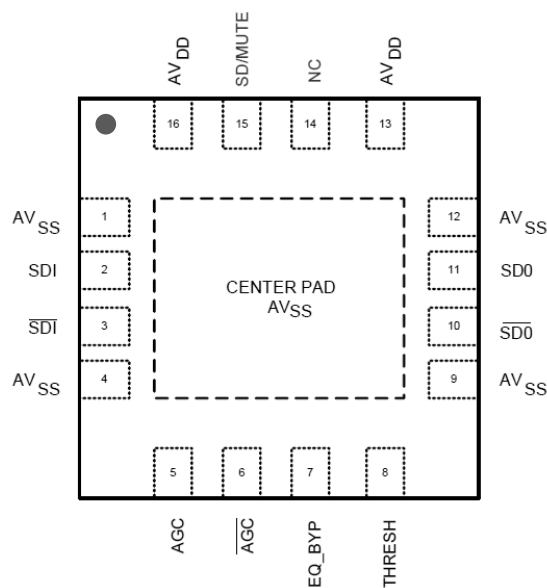 AVDD
SD/MUTE
NC
AVDD
16
15
14
13
AVSS
1
12
AVSS
SDI
2
11
SD0
SDI
3
10
SD0
AVSS
4
9
AVSS
CENTER PAD
AVSS
5
6
7
8
AGC
AGC
EQ_BYP
THRESH